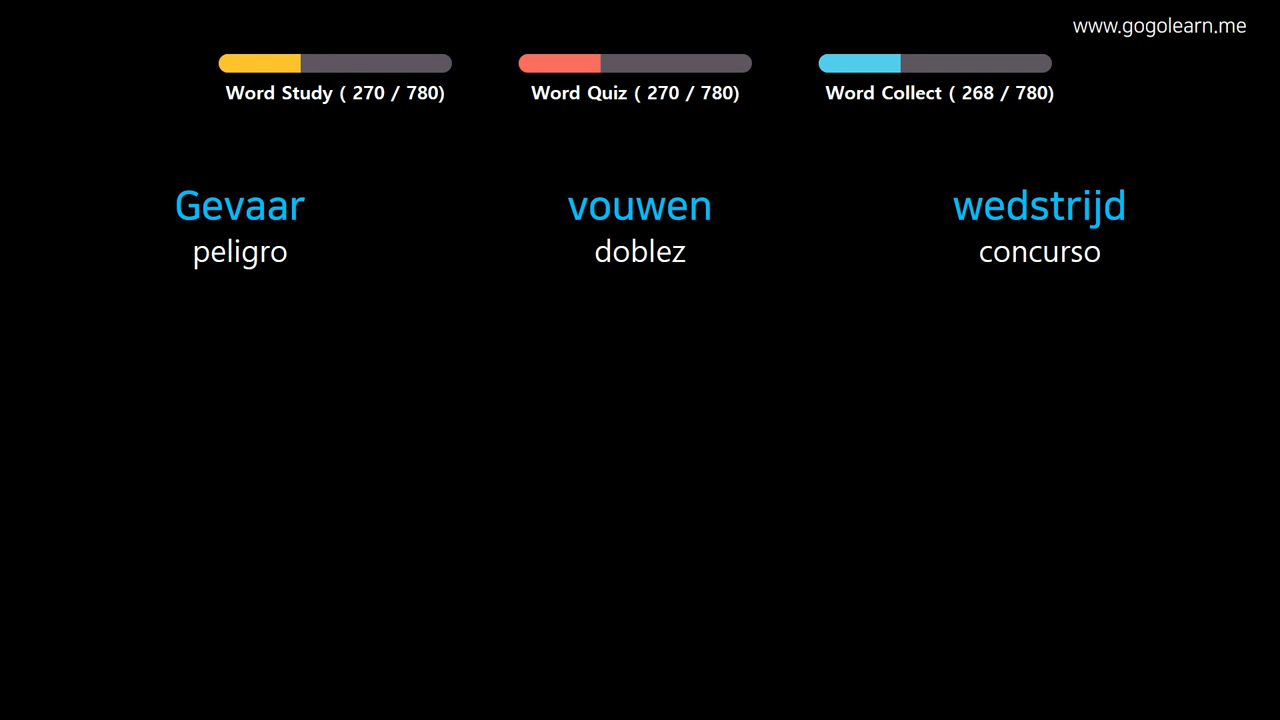 www.gogolearn.me
Word Study ( 270 / 780)
Word Quiz ( 270 / 780)
Word Collect ( 268 / 780)
Gevaar
peligro
vouwen
doblez
wedstrijd
concurso